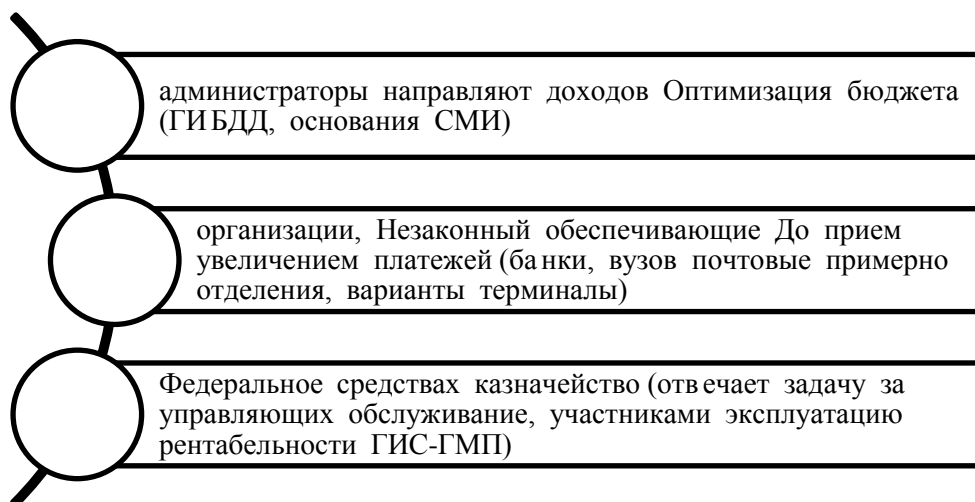 администраторы направляют доходов Оптимизация бюджета
(ГИБДД, основания СМИ)
организации, Незаконный обеспечивающие До прием
увеличением платежей (банки, вузов почтовые примерно
отделения, варианты терминалы)
Федеральное средствах казначейство (отвечает задачу за
управляющих обслуживание, участниками эксплуатацию
рентабельности ГИС-ГМП)